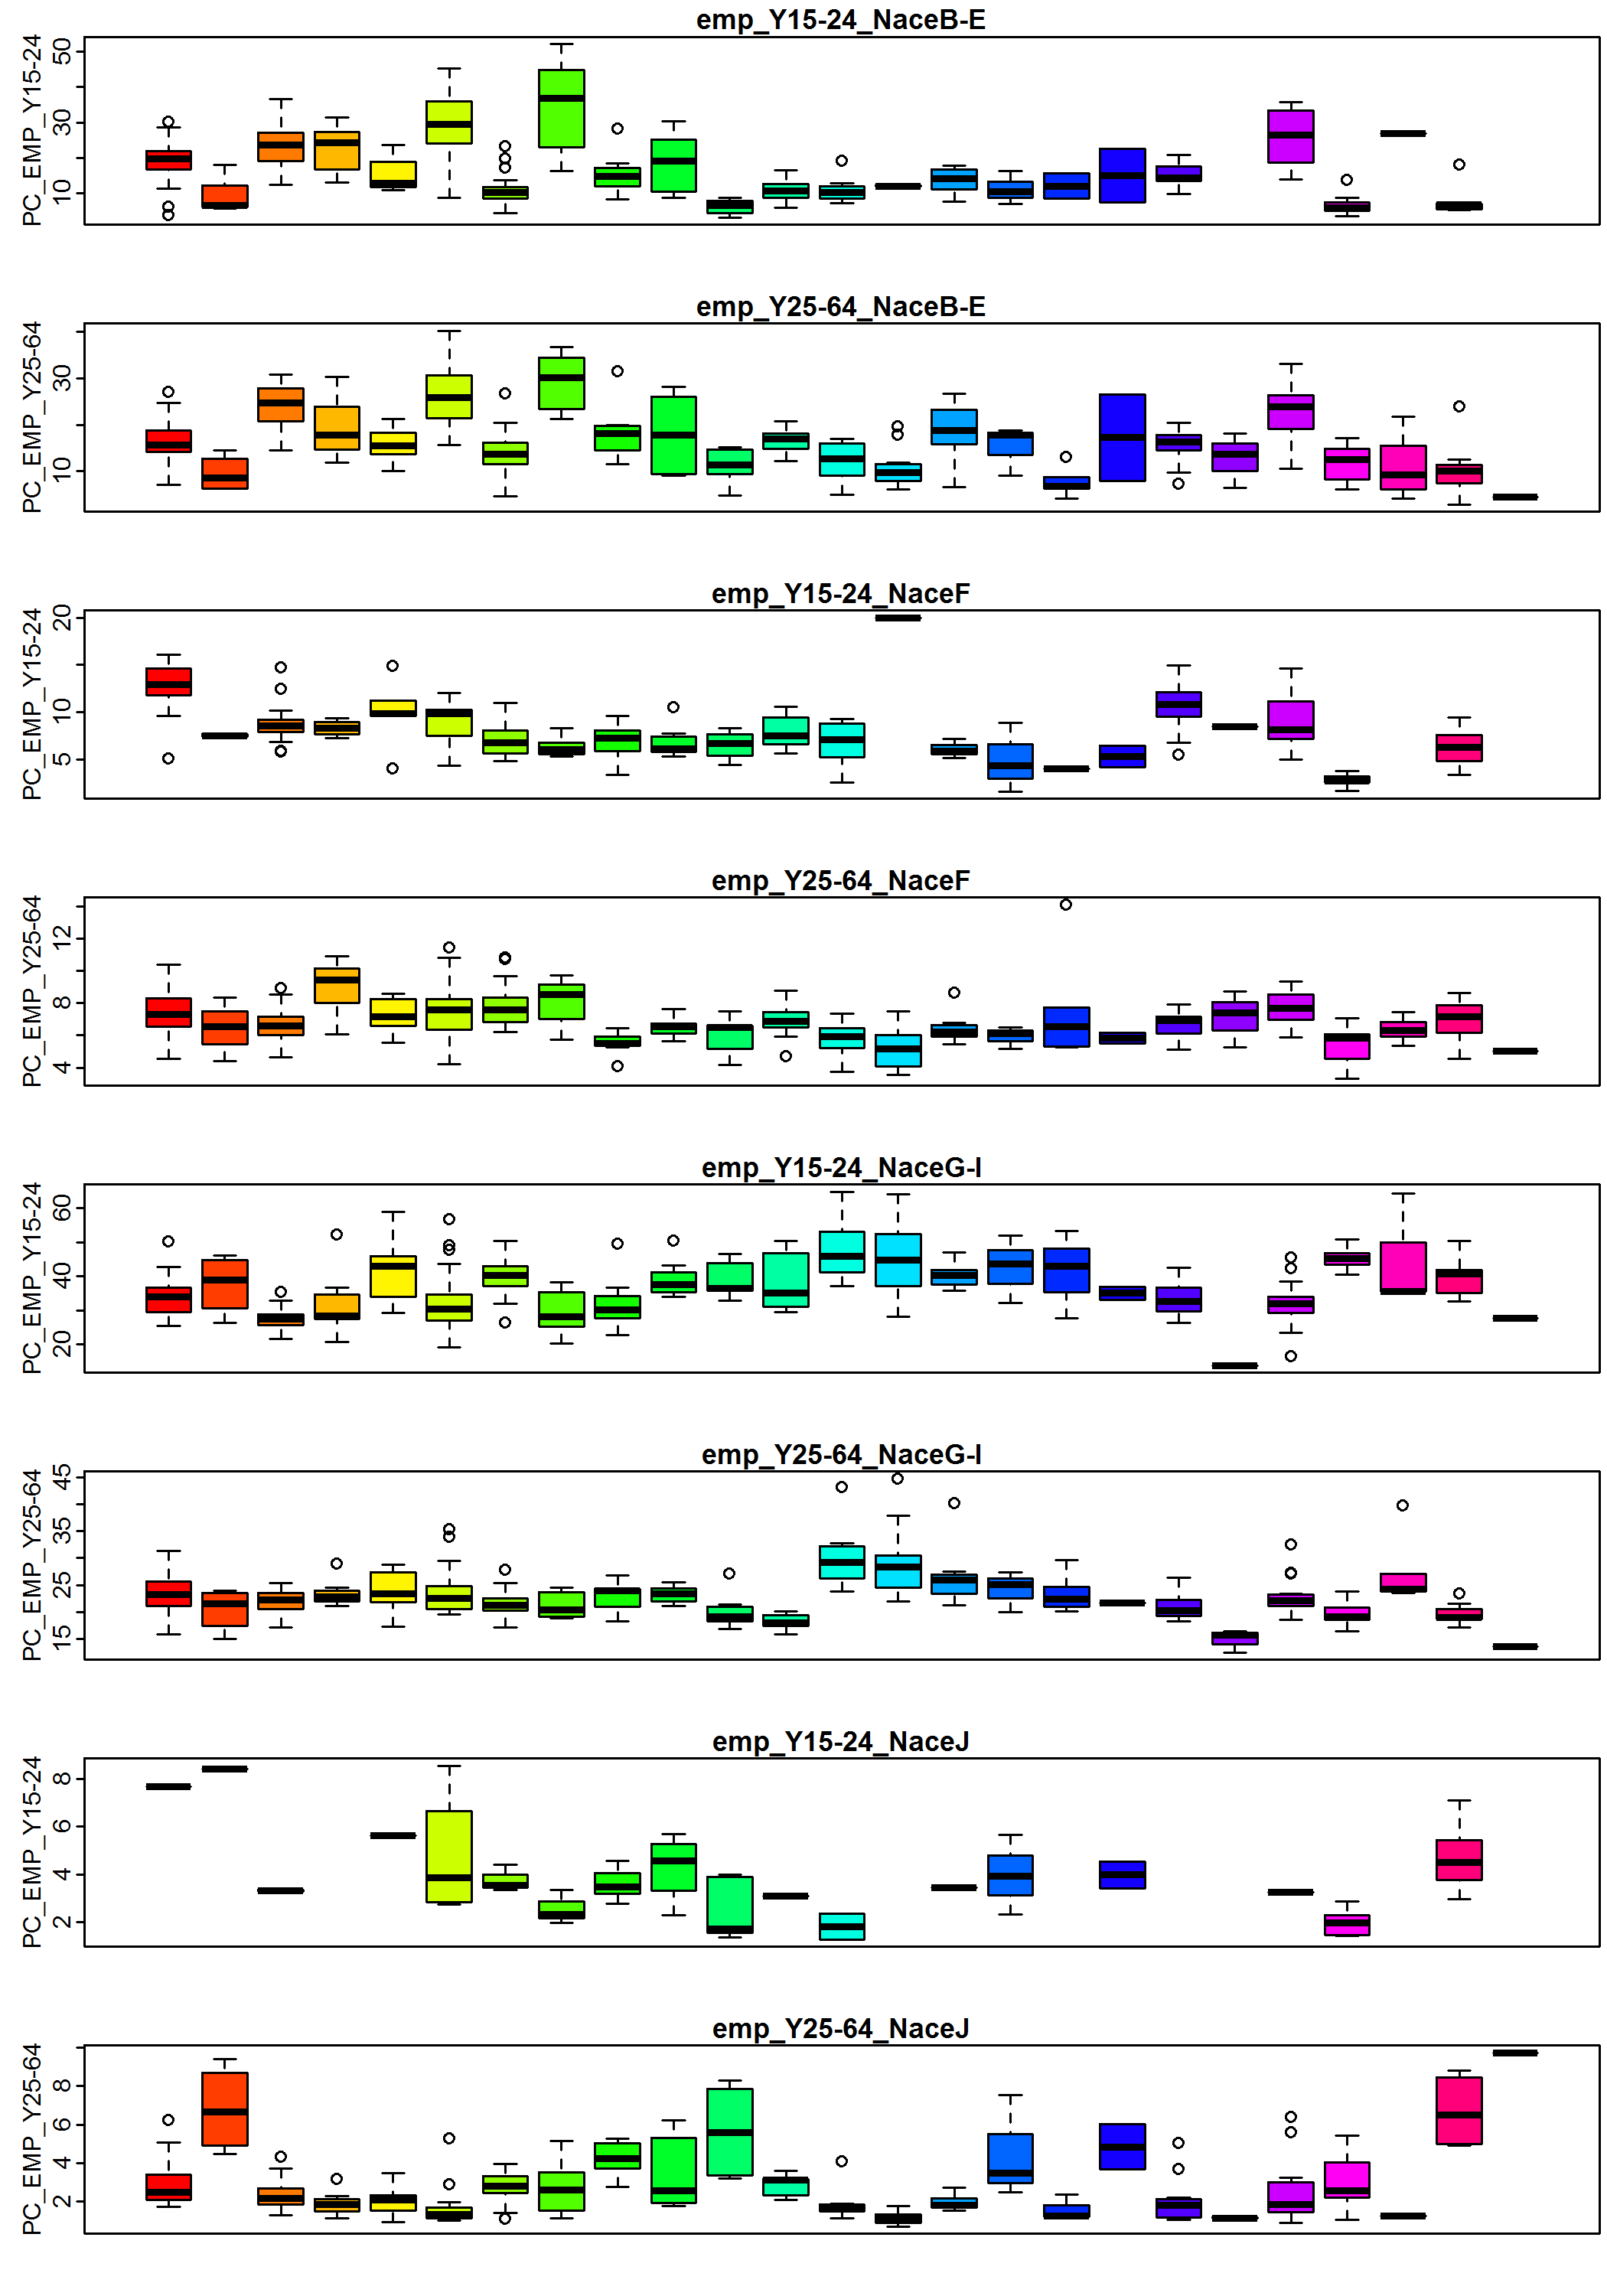 emp_Y15-24_NaceB-E
PC_EMP_Y15-24
10 30 50
emp_Y25-64_NaceB-E
PC_EMP_Y25-64
10 30
emp_Y15-24_NaceF
PC_EMP_Y15-24
5 10 20
emp_Y25-64_NaceF
PC_EMP_Y25-64
4 8 12
emp_Y15-24_NaceG-I
PC_EMP_Y15-24
20 40 60
emp_Y25-64_NaceG-I
PC_EMP_Y25-64
15 25 35 45
emp_Y15-24_NaceJ
PC_EMP_Y15-24
2 4 6 8
emp_Y25-64_NaceJ
PC_EMP_Y25-64
2 4 6 8